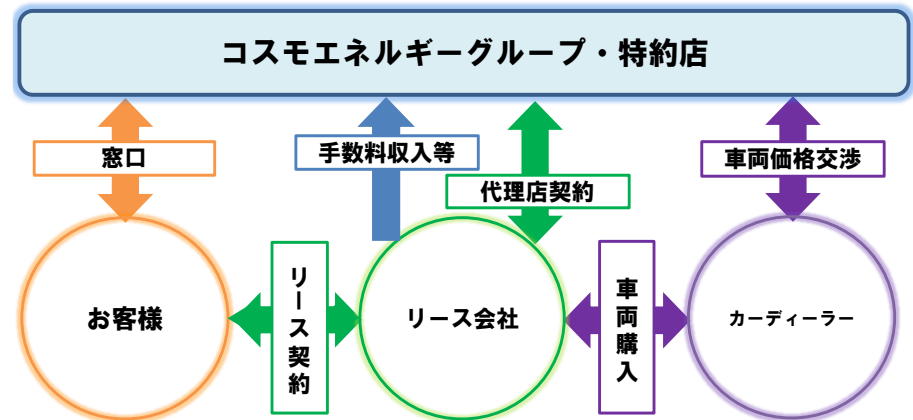 コスモエネルギーグループ・特約店
窓口
手数料収入等
代理店契約
車両価格交渉
お客様
リース契約
リース会社
車両購入
カーディーラー